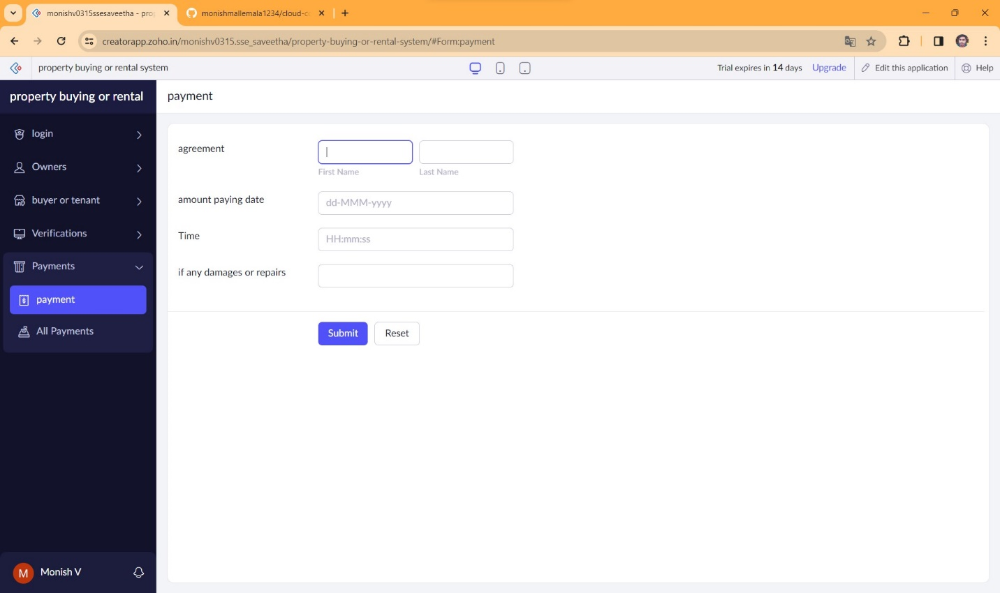 monishv0315ssesaveetha - prop
monishmallemala1234/cloud-co
creatorapp.zoho.in/monishv0315.sse_saveetha/property-buying-or-rental-system/#Form:payment
property buying or rental system
Trial expires in 14 days
Upgrade
Edit this application
Help
property buying or rental
payment
login
Owners
buyer or tenant
Verifications
Payments
payment
All Payments
Monish V
M
agreement
First Name
Last Name
amount paying date
dd-MMM-yyyy
Time
HH:mm:ss
if any damages or repairs
Submit
Reset